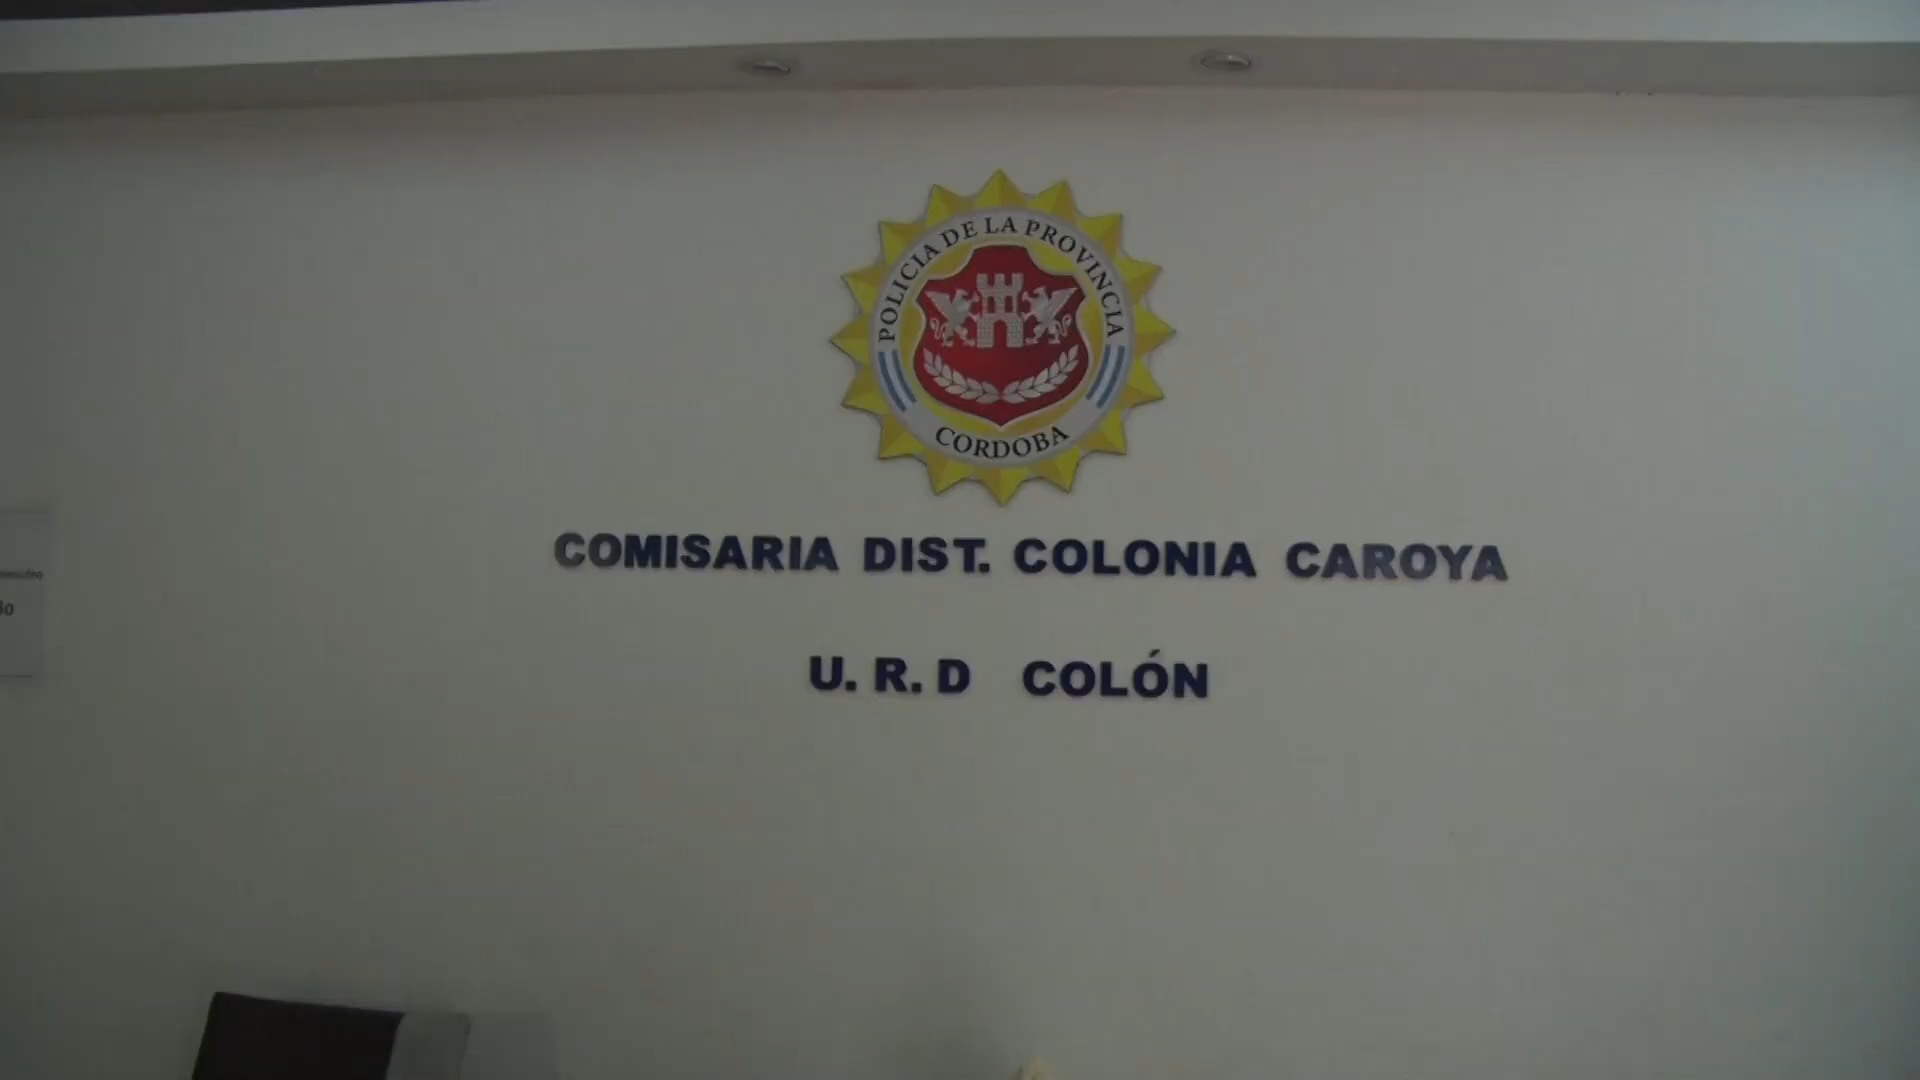 POLICIA DE LA PROVINCIA
CORDOBA
COMISARIA DIST. COLONIA CAROYA
U. R. D COLÓN